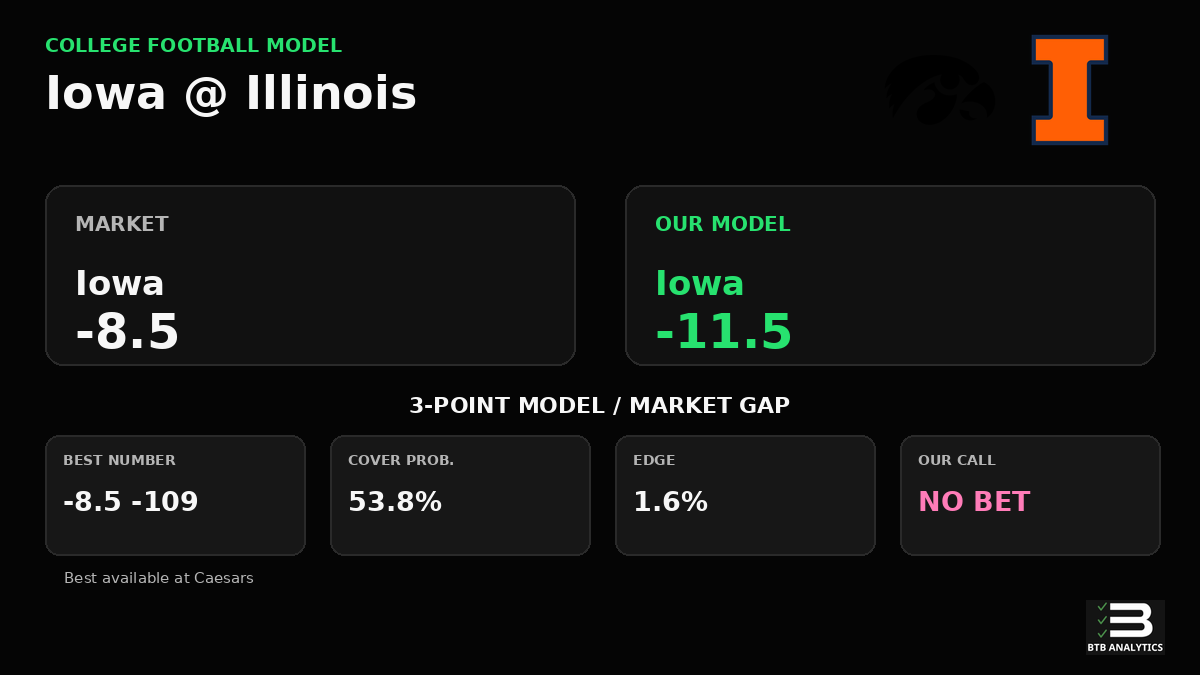 COLLEGE FOOTBALL MODEL
Iowa @ Illinois
MARKET
Iowa
-8.5
OUR MODEL
Iowa
-11.5
3-POINT MODEL / MARKET GAP
BEST NUMBER
-8.5 -109
COVER PROB.
53.8%
EDGE
1.6%
OUR CALL
NO BET
Best available at Caesars
BTB ANALYTICS